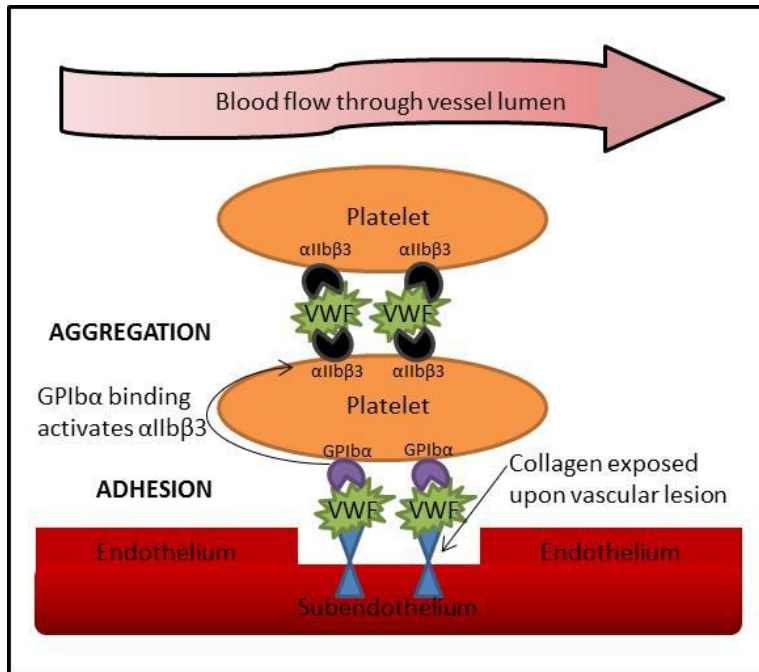 Blood flow through vessel lumen
Platelet
αIIbβ3 αIIbβ3
VWF VWF
AGGREGATION
αIIbβ3 αIIbβ3
GPIbα binding
activates αIIbβ3
Platelet
GPIbα GPIbα
Collagen exposed
upon vascular lesion
ADHESION
VWF VWF
Endothelium Endothelium
Subendothelium